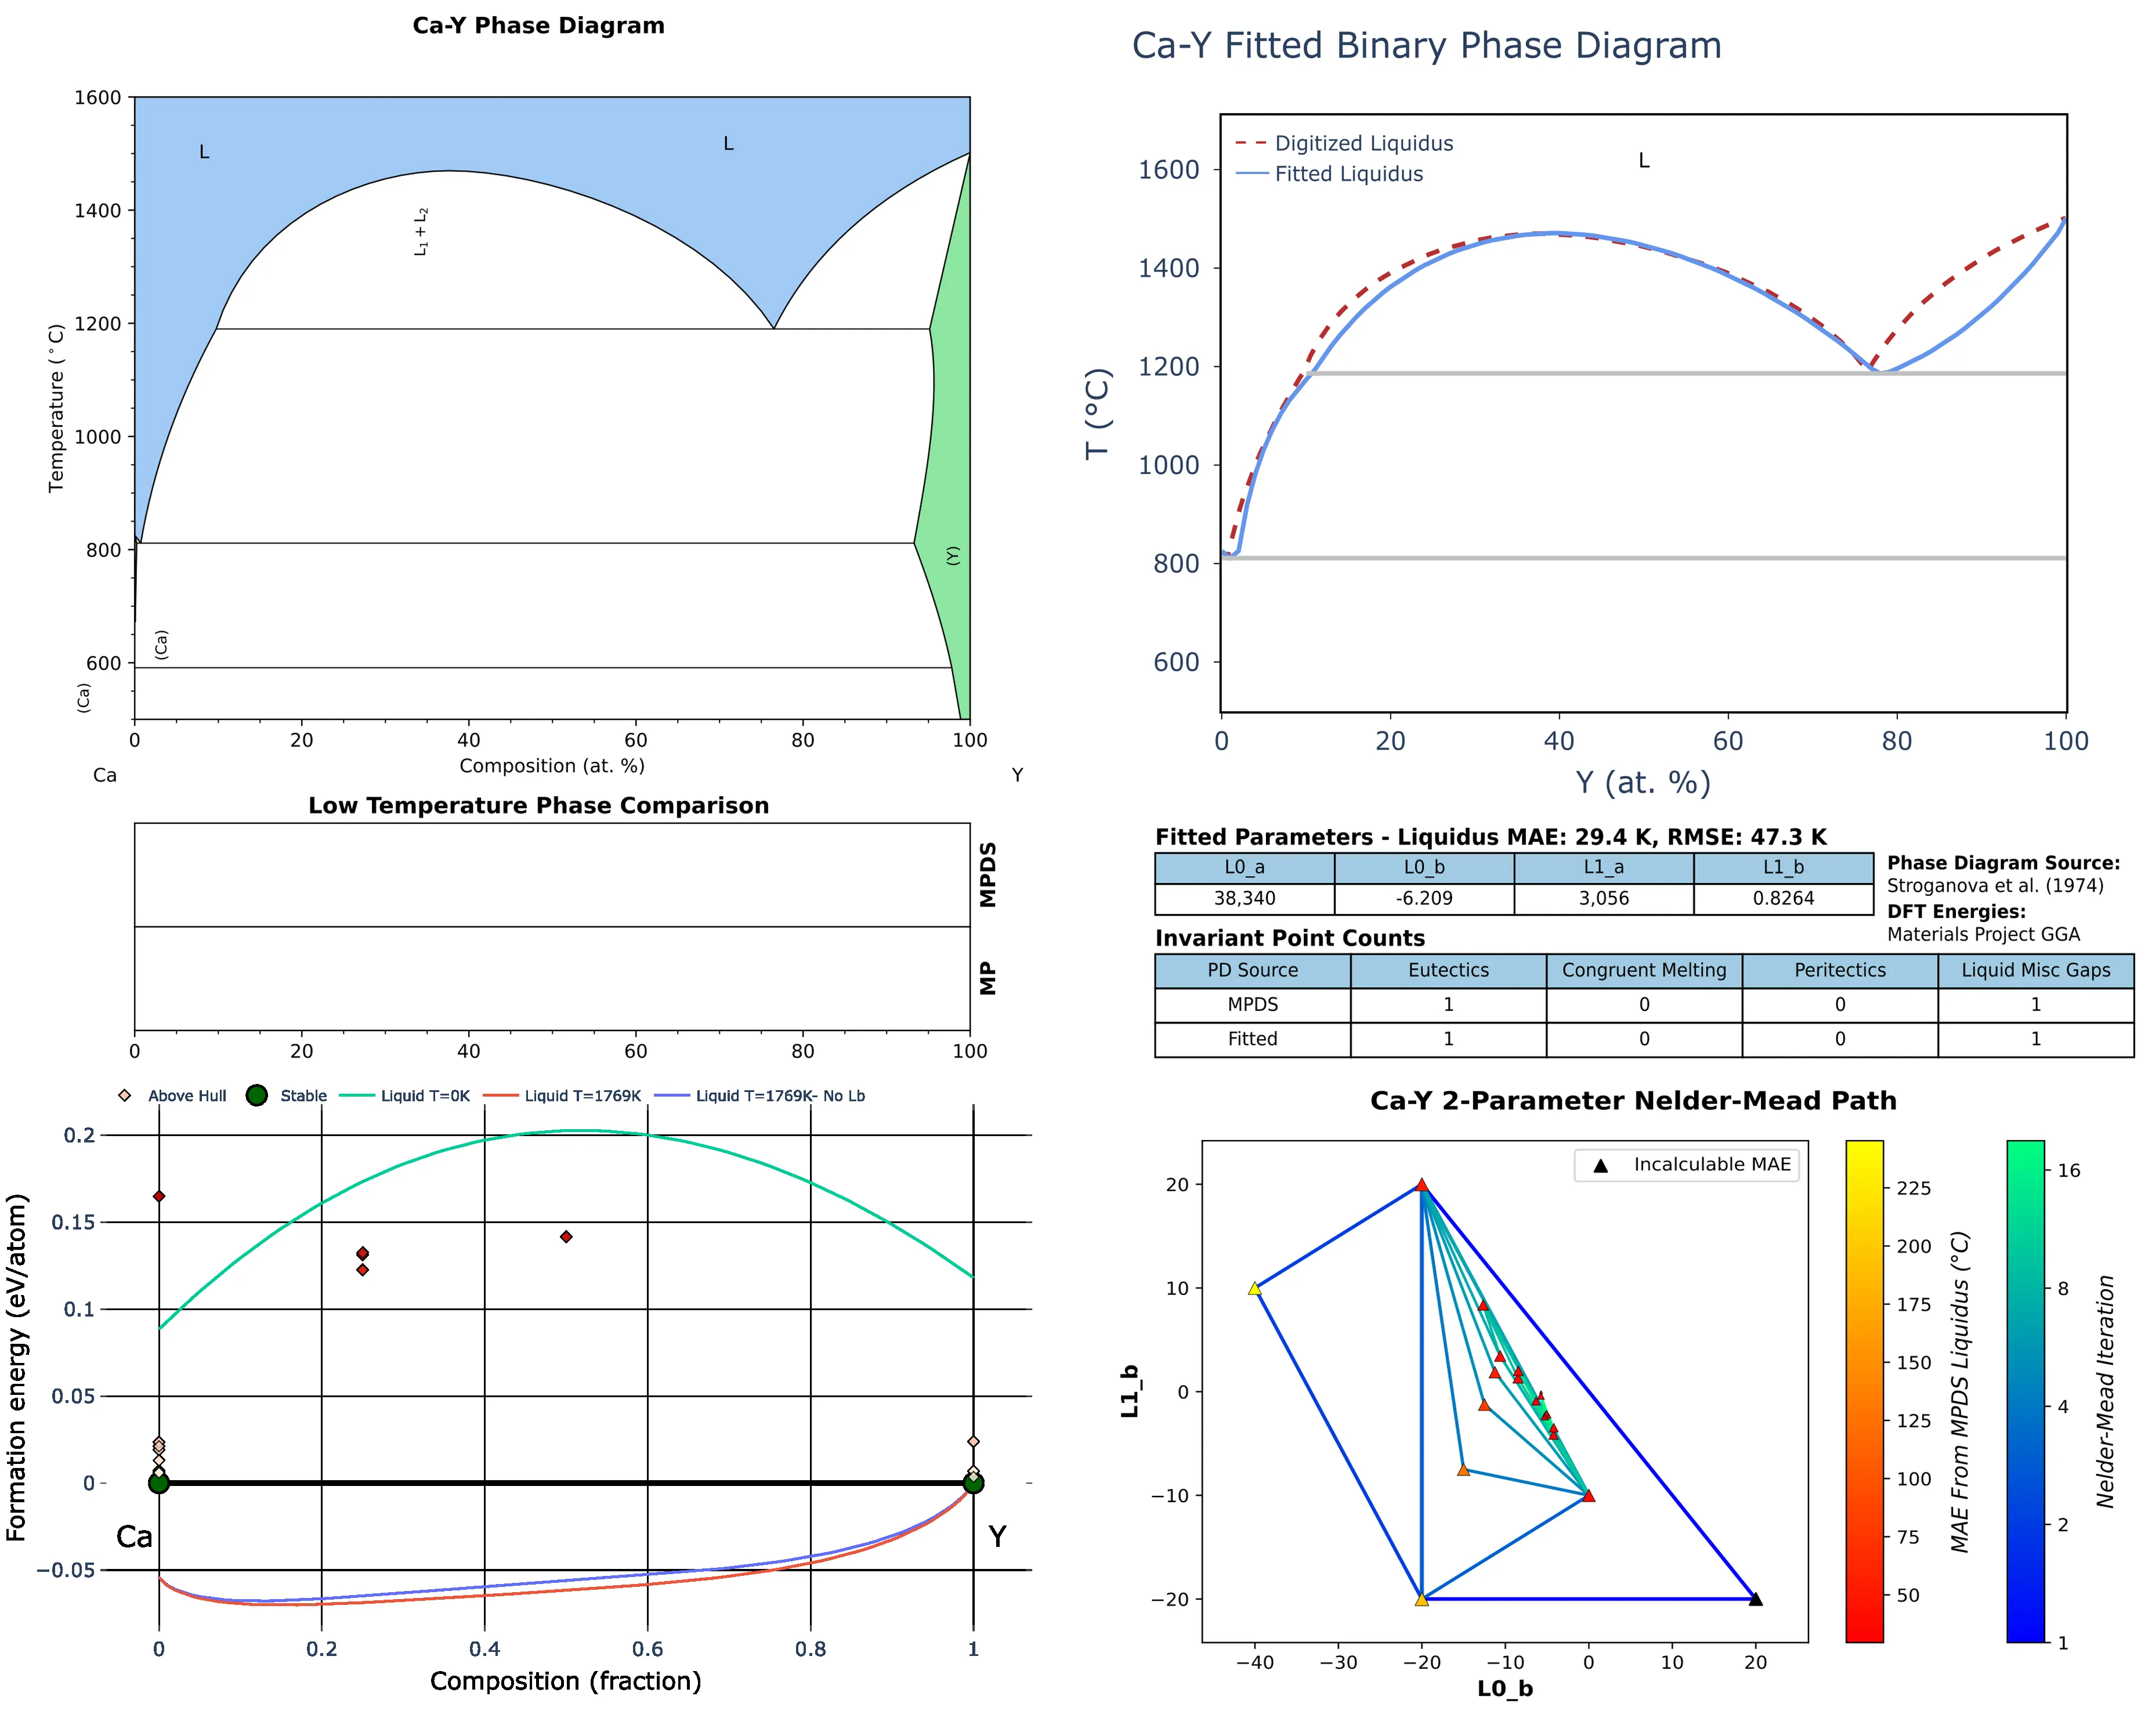 Ca-Y Phase Diagram
1600
1400
1200
1000
800
600
Temperature (°C)
L
L
L₁ + L₂
(Ca)
(Ca)
(Y)
0 20 40 60 80 100
Composition (at. %)
Ca
Y
Ca-Y Fitted Binary Phase Diagram
Digitized Liquidus
Fitted Liquidus
L
1600
1400
1200
1000
800
600
T (°C)
0 20 40 60 80 100
Y (at. %)
Low Temperature Phase Comparison
MPDS
MP
0 20 40 60 80 100
Fitted Parameters - Liquidus MAE: 29.4 K, RMSE: 47.3 K
L0_a L0_b L1_a L1_b
38,340 -6.209 3,056 0.8264
Phase Diagram Source:
Stroganova et al. (1974)
DFT Energies:
Materials Project GGA
Invariant Point Counts
PD Source Eutectics Congruent Melting Peritectics Liquid Misc Gaps
MPDS 1 0 0 1
Fitted 1 0 0 1
Above Hull Stable Liquid T=0K Liquid T=1769K Liquid T=1769K- No Lb
0.2
0.15
0.1
0.05
0
−0.05
Formation energy (eV/atom)
Ca
Y
0 0.2 0.4 0.6 0.8 1
Composition (fraction)
Ca-Y 2-Parameter Nelder-Mead Path
Incalculable MAE
20
10
0
−10
−20
L1_b
−40 −30 −20 −10 0 10 20
L0_b
225
200
175
150
125
100
75
50
MAE From MPDS Liquidus (°C)
16
8
4
2
1
Nelder-Mead Iteration